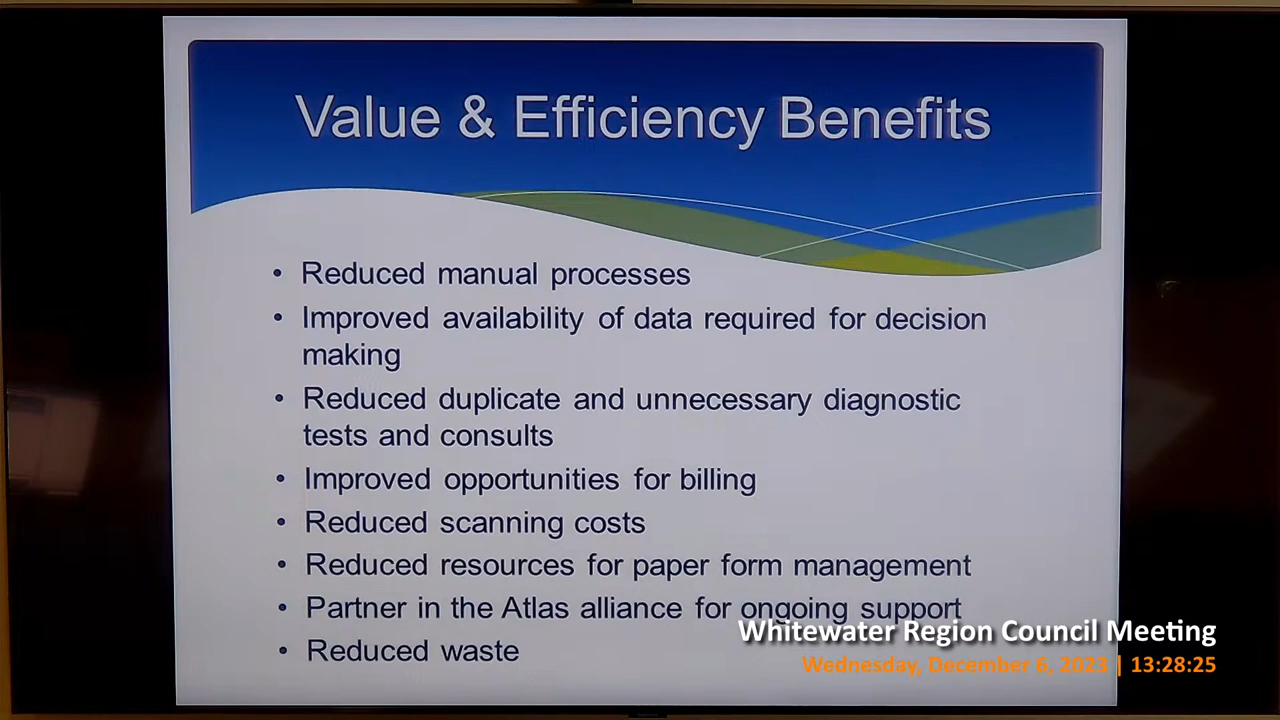 Value & Efficiency Benefits
• Reduced manual processes
• Improved availability of data required for decision
making
• Reduced duplicate and unnecessary diagnostic
tests and consults
• Improved opportunities for billing
• Reduced scanning costs
• Reduced resources for paper form management
• Partner in the Atlas alliance for ongoing support
• Reduced waste
Whitewater Region Council Meeting
Wednesday, December 6, 2023 | 13:28:25